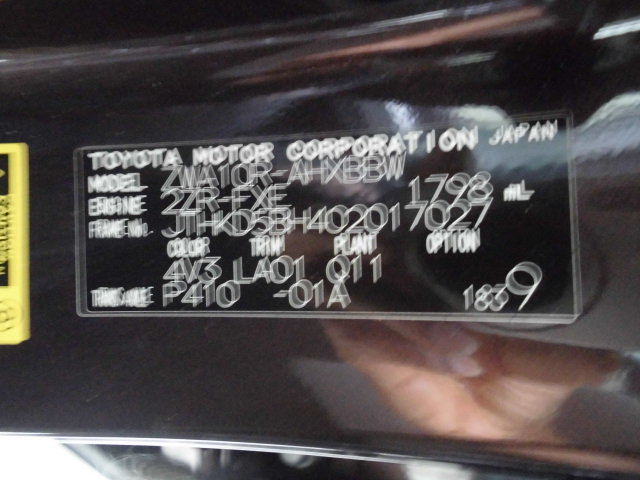 TOYOTA MOTOR CORPORATION JAPAN
MODEL ZWA10R-AHXBBW
ENGINE 2ZR-FXE 1798 mL
FRAME No. JTHKD5BH402017027
COLOR TRIM PLANT OPTION
4V3 LA01 011
TRANS/AXLE P410 -01A 1839